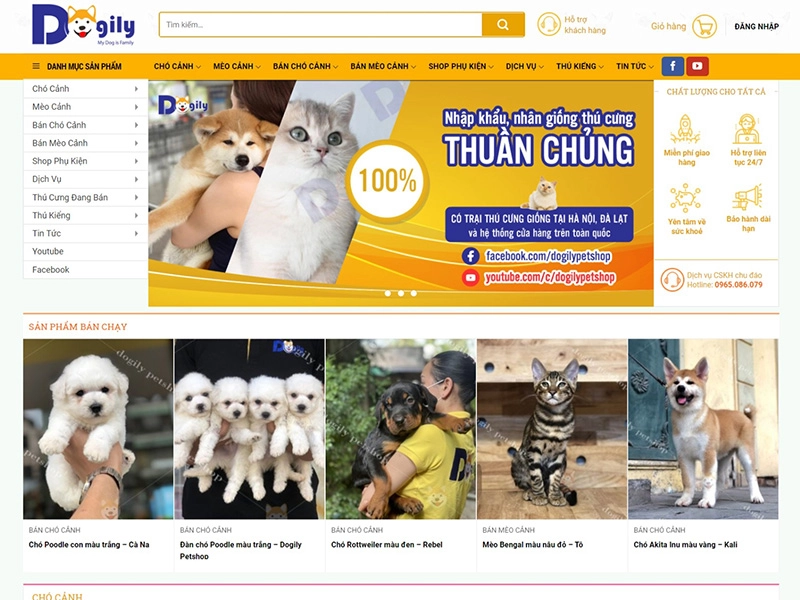 Dogily
My Dog is Family
Tìm kiếm...
Hỗ trợ
khách hàng
Giỏ hàng
ĐĂNG NHẬP
DANH MỤC SẢN PHẨM
CHÓ CẢNH
MÈO CẢNH
BÁN CHÓ CẢNH
BÁN MÈO CẢNH
SHOP PHỤ KIỆN
DỊCH VỤ
THÚ KIỂNG
TIN TỨC
Chó Cảnh
Mèo Cảnh
Bán Chó Cảnh
Bán Mèo Cảnh
Shop Phụ Kiện
Dịch Vụ
Thú Cưng Đang Bán
Thú Kiểng
Tin Tức
Youtube
Facebook
Dogily
Nhập khẩu, nhân giống thú cưng
THUẦN CHỦNG
100%
CÓ TRẠI THÚ CƯNG GIỐNG TẠI HÀ NỘI, ĐÀ LẠT
và hệ thống cửa hàng trên toàn quốc
facebook.com/dogilypetshop
youtube.com/c/dogilypetshop
CHẤT LƯỢNG CHO TẤT CẢ
Miễn phí giao
hàng
Hỗ trợ liên
tục 24/7
Yên tâm về
sức khoẻ
Bảo hành dài
hạn
Dịch vụ CSKH chu đáo
Hotline: 0965.086.079
SẢN PHẨM BÁN CHẠY
dogily petshop
BÁN CHÓ CẢNH
Chó Poodle con màu trắng – Cà Na
BÁN CHÓ CẢNH
Đàn chó Poodle màu trắng – Dogily
Petshop
BÁN CHÓ CẢNH
Chó Rottweiler màu đen – Rebel
BÁN MÈO CẢNH
Mèo Bengal màu nâu đỏ – Tô
BÁN CHÓ CẢNH
Chó Akita Inu màu vàng – Kali
CHÓ CẢNH